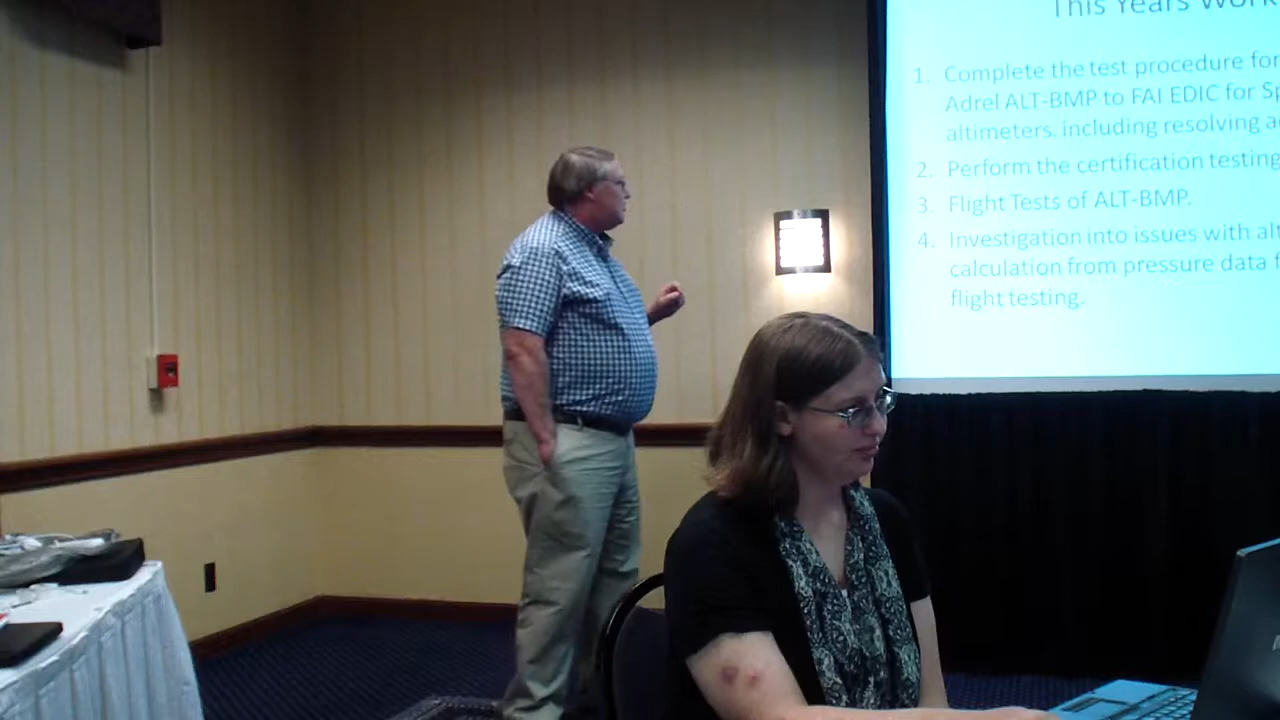 This Years Work
1. Complete the test procedure for
Adrel ALT-BMP to FAI EDIC for Sp
altimeters. including resolving a
2. Perform the certification testing
3. Flight Tests of ALT-BMP.
4. Investigation into issues with alt
calculation from pressure data f
flight testing.